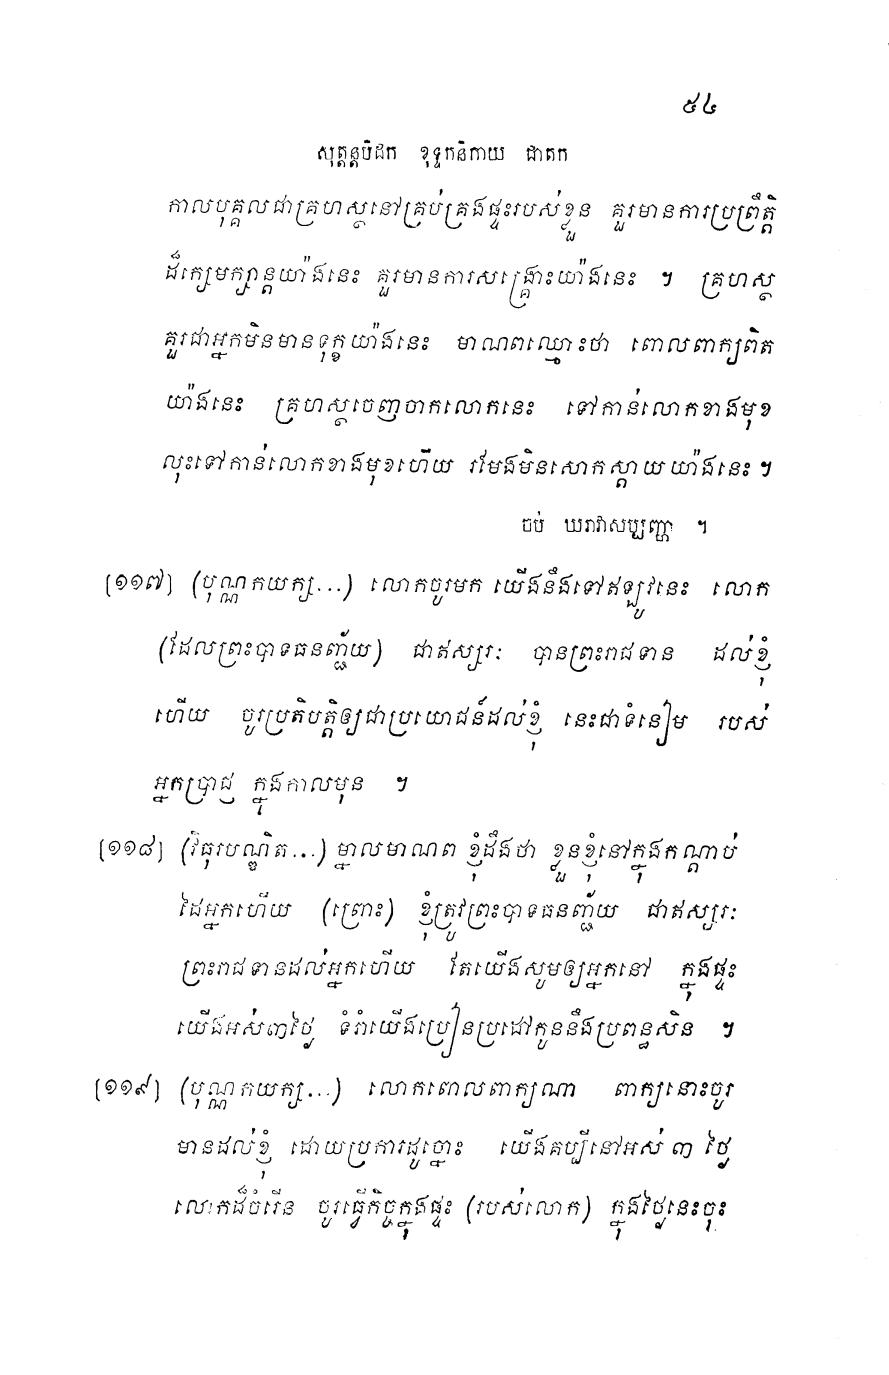 ៥៤
សុត្តន្តបិដក ខុទ្ទកនិកាយ ជាតក
កាលបុគ្គលជាគ្រហស្ថនៅគ្រប់គ្រងផ្ទះរបស់ខ្លួន គួរមានការប្រព្រឹត្តិ
ដ៏ក្សេមក្សាន្តយ៉ាងនេះ គួរមានការសង្គ្រោះយ៉ាងនេះ ។ គ្រហស្ថ
គួរជាអ្នកមិនមានទុក្ខយ៉ាងនេះ មាណពឈ្មោះថា ពោលពាក្យពិត
យ៉ាងនេះ គ្រហស្ថចេញចាកលោកនេះ ទៅកាន់លោកខាងមុខ
លុះទៅកាន់លោកខាងមុខហើយ រមែងមិនសោកស្តាយយ៉ាងនេះ ។
ចប់ ឃរាវាសប្បញ្ហា ។
[១១៧] (បុណ្ណកយក្ស...) លោកចូរមក យើងនឹងទៅឥឡូវនេះ លោក
(ដែលព្រះបាទធនញ្ជ័យ) ជាឥស្សរៈ បានព្រះរាជទាន ដល់ខ្ញុំ
ហើយ ចូរប្រតិបត្តិឲ្យជាប្រយោជន៍ដល់ខ្ញុំ នេះជាទំនៀម របស់
អ្នកប្រាជ្ញ ក្នុងកាលមុន ។
[១១៨] (វិធុរបណ្ឌិត...) ម្នាលមាណព ខ្ញុំដឹងថា ខ្លួនខ្ញុំនៅក្នុងកណ្តាប់
ដៃអ្នកហើយ (ព្រោះ) ខ្ញុំត្រូវព្រះបាទធនញ្ជ័យ ជាឥស្សរៈ
ព្រះរាជទានដល់អ្នកហើយ តែយើងសូមឲ្យអ្នកនៅ ក្នុងផ្ទះ
យើងអស់៣ថ្ងៃ ទំរាំយើងប្រៀនប្រដៅកូននឹងប្រពន្ធសិន ។
[១១៩] (បុណ្ណកយក្ស...) លោកពោលពាក្យណា ពាក្យនោះចូរ
មានដល់ខ្ញុំ ដោយប្រការដូច្នោះ យើងគប្បីនៅអស់ ៣ ថ្ងៃ
លោកដ៏ចំរើន ចូរធ្វើកិច្ចក្នុងផ្ទះ (របស់លោក) ក្នុងថ្ងៃនេះចុះ